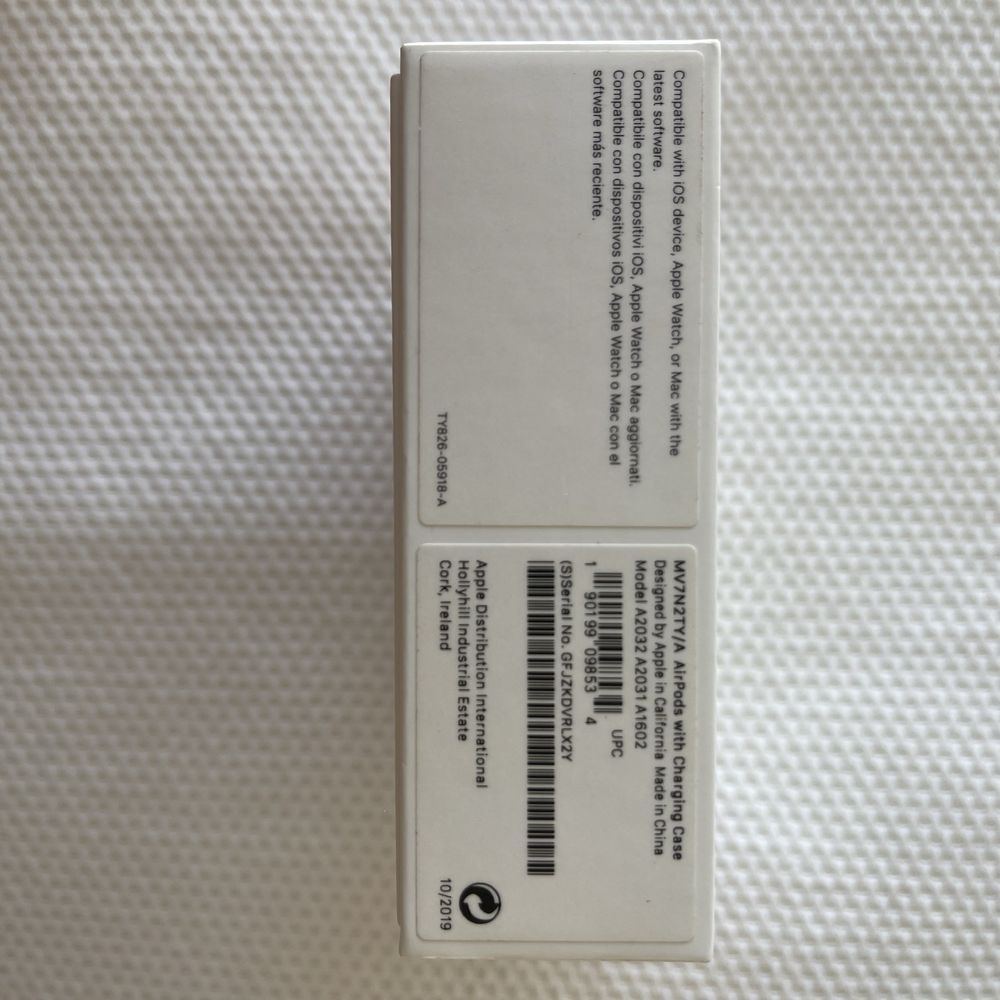 Compatible with iOS device, Apple Watch, or Mac with the
latest software.
Compatibile con dispositivi iOS, Apple Watch o Mac aggiornati.
Compatible con dispositivos iOS, Apple Watch o Mac con el
software más reciente.
TY826-05918-A
MV7N2TY/A AirPods with Charging Case
Designed by Apple in California Made in China
Model A2032 A2031 A1602
UPC
1 90199 09853 4
(S)Serial No. GFJZKDVRLX2Y
Apple Distribution International
Hollyhill Industrial Estate
Cork, Ireland
10/2019